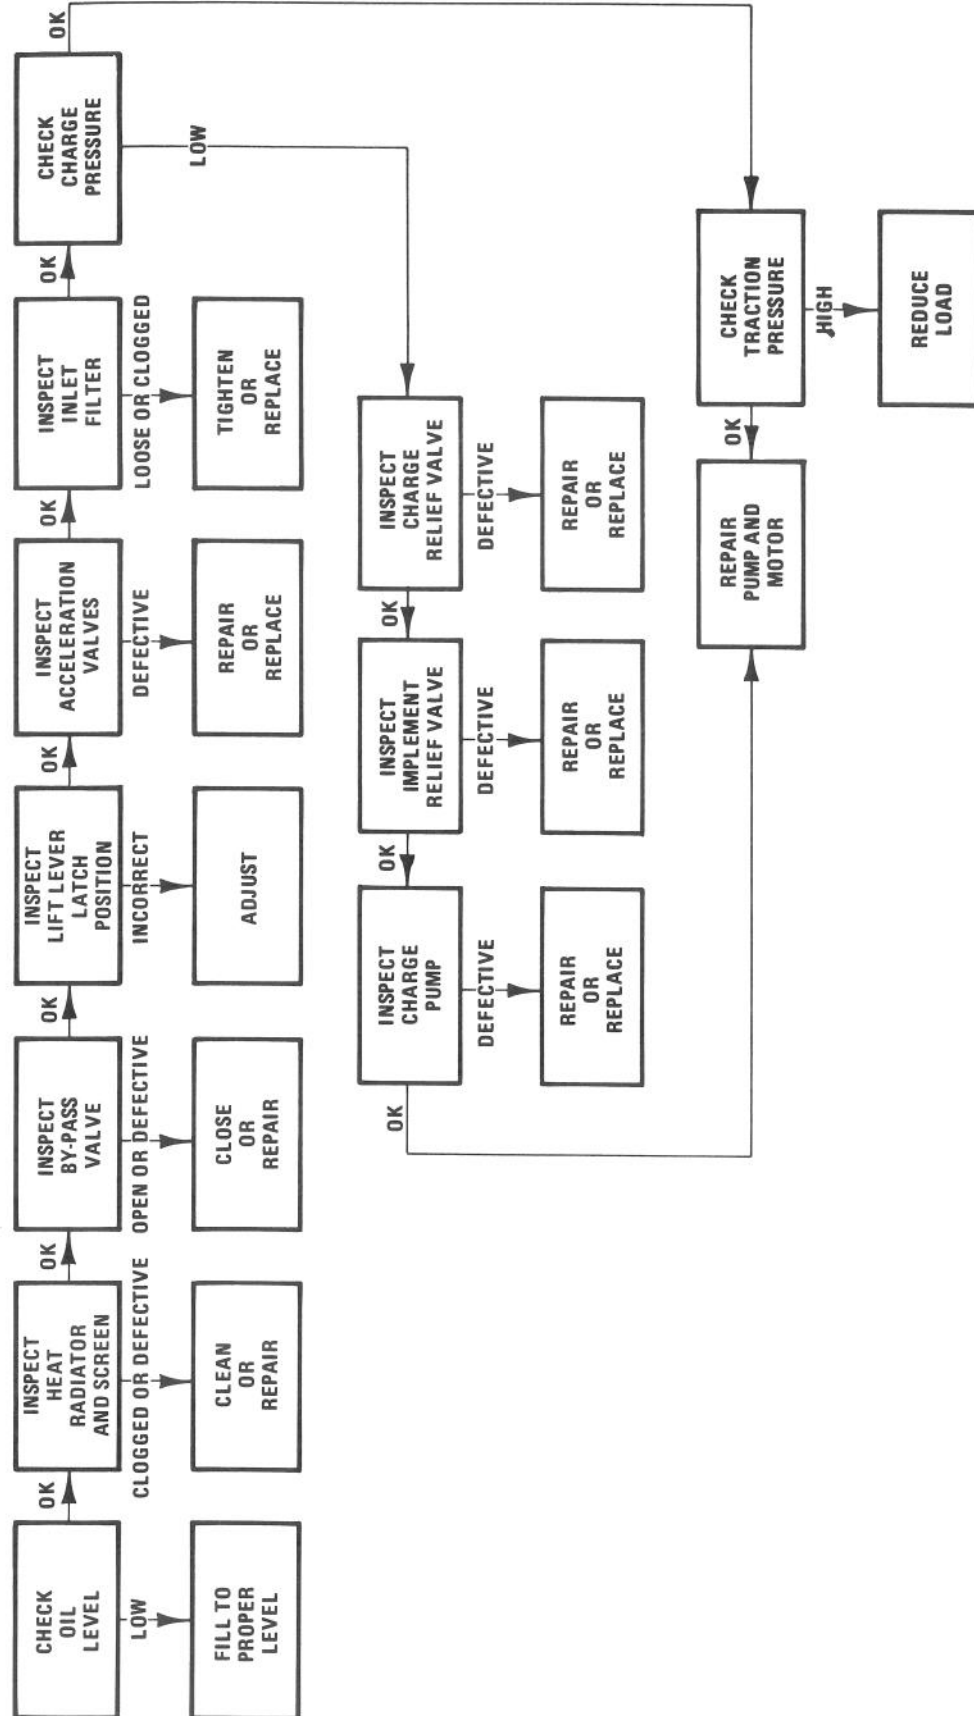 CHECK
OIL
LEVEL
OK
LOW
FILL TO
PROPER
LEVEL
INSPECT
HEAT
RADIATOR
AND SCREEN
OK
CLOGGED OR DEFECTIVE
CLEAN
OR
REPAIR
INSPECT
BY-PASS
VALVE
OK
OPEN OR DEFECTIVE
CLOSE
OR
REPAIR
INSPECT
LIFT LEVER
LATCH
POSITION
OK
INCORRECT
ADJUST
INSPECT
ACCELERATION
VALVES
OK
DEFECTIVE
REPAIR
OR
REPLACE
INSPECT
INLET
FILTER
OK
LOOSE OR CLOGGED
TIGHTEN
OR
REPLACE
CHECK
CHARGE
PRESSURE
OK
LOW
INSPECT
CHARGE
RELIEF VALVE
OK
DEFECTIVE
REPAIR
OR
REPLACE
INSPECT
IMPLEMENT
RELIEF VALVE
OK
DEFECTIVE
REPAIR
OR
REPLACE
INSPECT
CHARGE
PUMP
OK
DEFECTIVE
REPAIR
OR
REPLACE
CHECK
TRACTION
PRESSURE
OK
HIGH
REDUCE
LOAD
REPAIR
PUMP AND
MOTOR